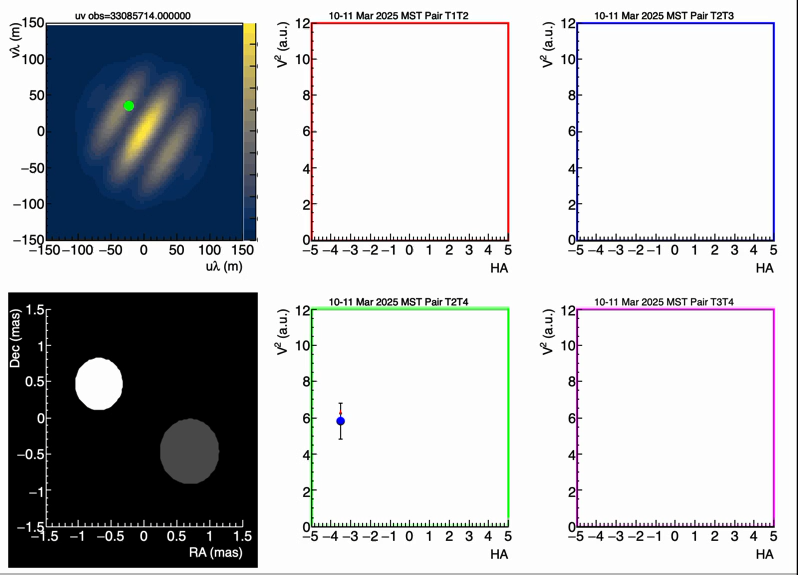 uv obs=33085714.000000
vλ (m)
150
100
50
0
−50
−100
−150
−150 −100 −50 0 50 100 150
uλ (m)
10-11 Mar 2025 MST Pair T1T2
V² (a.u.)
12
10
8
6
4
2
0
−5 −4 −3 −2 −1 0 1 2 3 4 5
HA
10-11 Mar 2025 MST Pair T2T3
V² (a.u.)
12
10
8
6
4
2
0
−5 −4 −3 −2 −1 0 1 2 3 4 5
HA
Dec (mas)
1.5
1
0.5
0
−0.5
−1
−1.5
−1.5 −1 −0.5 0 0.5 1 1.5
RA (mas)
10-11 Mar 2025 MST Pair T2T4
V² (a.u.)
12
10
8
6
4
2
0
−5 −4 −3 −2 −1 0 1 2 3 4 5
HA
10-11 Mar 2025 MST Pair T3T4
V² (a.u.)
12
10
8
6
4
2
0
−5 −4 −3 −2 −1 0 1 2 3 4 5
HA